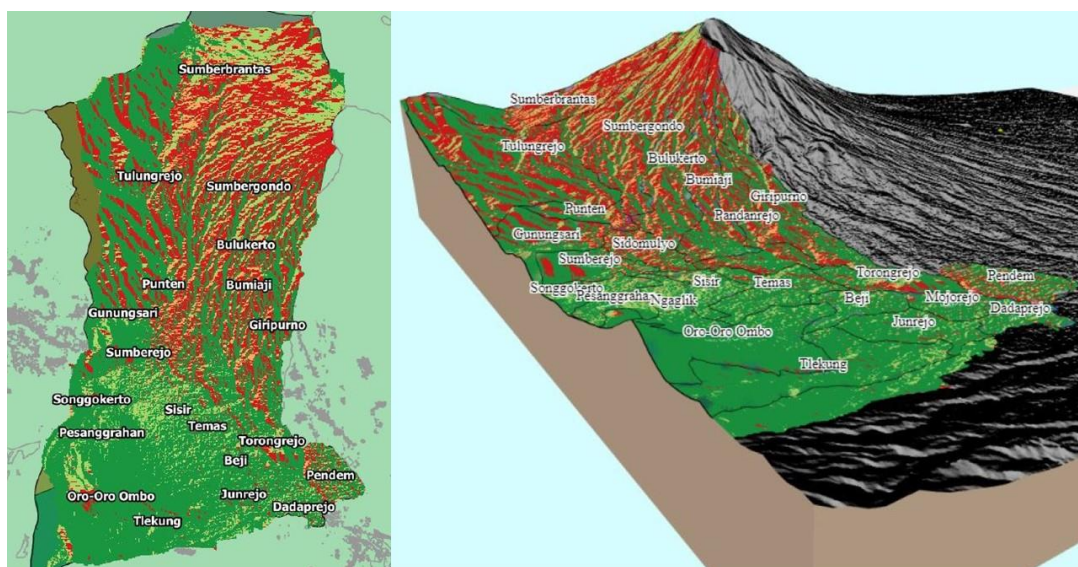 Sumberbrantas
Tulungrejo
Sumbergondo
Bulukerto
Punten
Bumiaji
Gunungsari
Giripurno
Sumberejo
Songgokerto
Sisir
Temas
Pesanggrahan
Torongrejo
Beji
Pendem
Oro-Oro Ombo
Junrejo
Dadaprejo
Tlekung
Sumberbrantas
Sumbergondo
Tulungrejo
Bulukerto
Bumiaji
Giripurno
Punten
Pandanrejo
Gunungsari
Sidomulyo
Sumberejo
Torongrejo
Pendem
Sisir
Temas
Songgokerto
Pesanggraha
Ngaglik
Beji
Mojorejo
Dadaprejo
Junrejo
Oro-Oro Ombo
Tlekung